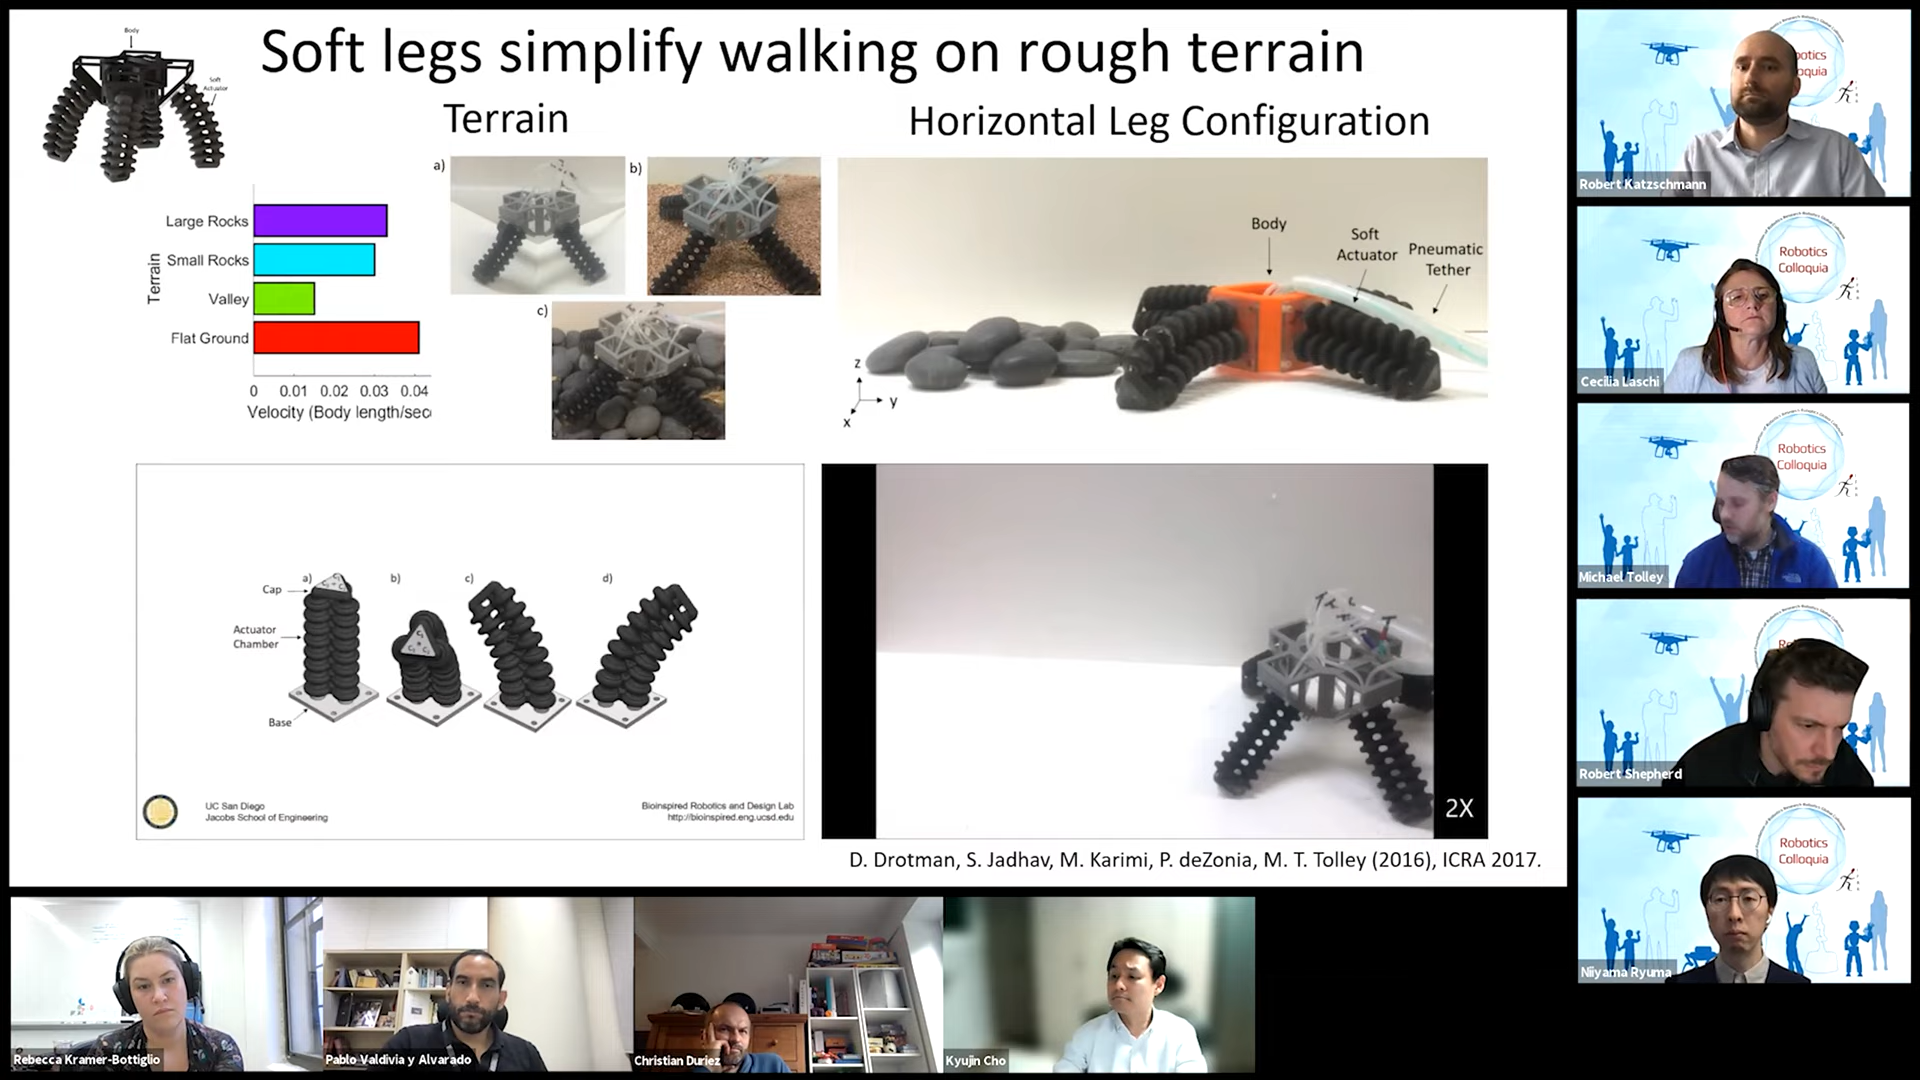 Soft legs simplify walking on rough terrain
Body
Soft
Actuator
Terrain
Horizontal Leg Configuration
a)
b)
c)
Terrain
Large Rocks
Small Rocks
Valley
Flat Ground
0 0.01 0.02 0.03 0.04
Velocity (Body length/sec
Body
Soft
Actuator
Pneumatic
Tether
z
y
x
a)
b)
c)
d)
Cap
Actuator
Chamber
Base
UC San Diego
Jacobs School of Engineering
Bioinspired Robotics and Design Lab
http://bioinspired.eng.ucsd.edu
2X
D. Drotman, S. Jadhav, M. Karimi, P. deZonia, M. T. Tolley (2016), ICRA 2017.
Robert Katzschmann
Robotics
Colloquia
Cecilia Laschi
Robotics
Colloquia
Michael Tolley
Robert Shepherd
Robotics
Colloquia
Niiyama Ryuma
Rebecca Kramer-Bottiglio
Pablo Valdivia y Alvarado
Christian Duriez
Kyujin Cho